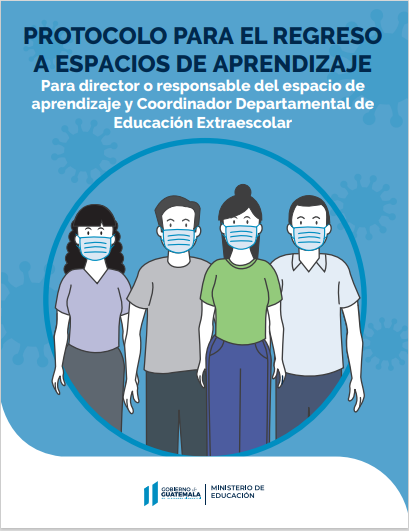 PROTOCOLO PARA EL REGRESO
A ESPACIOS DE APRENDIZAJE
Para director o responsable del espacio de
aprendizaje y Coordinador Departamental de
Educación Extraescolar
GOBIERNO de
GUATEMALA
MINISTERIO DE
EDUCACIÓN